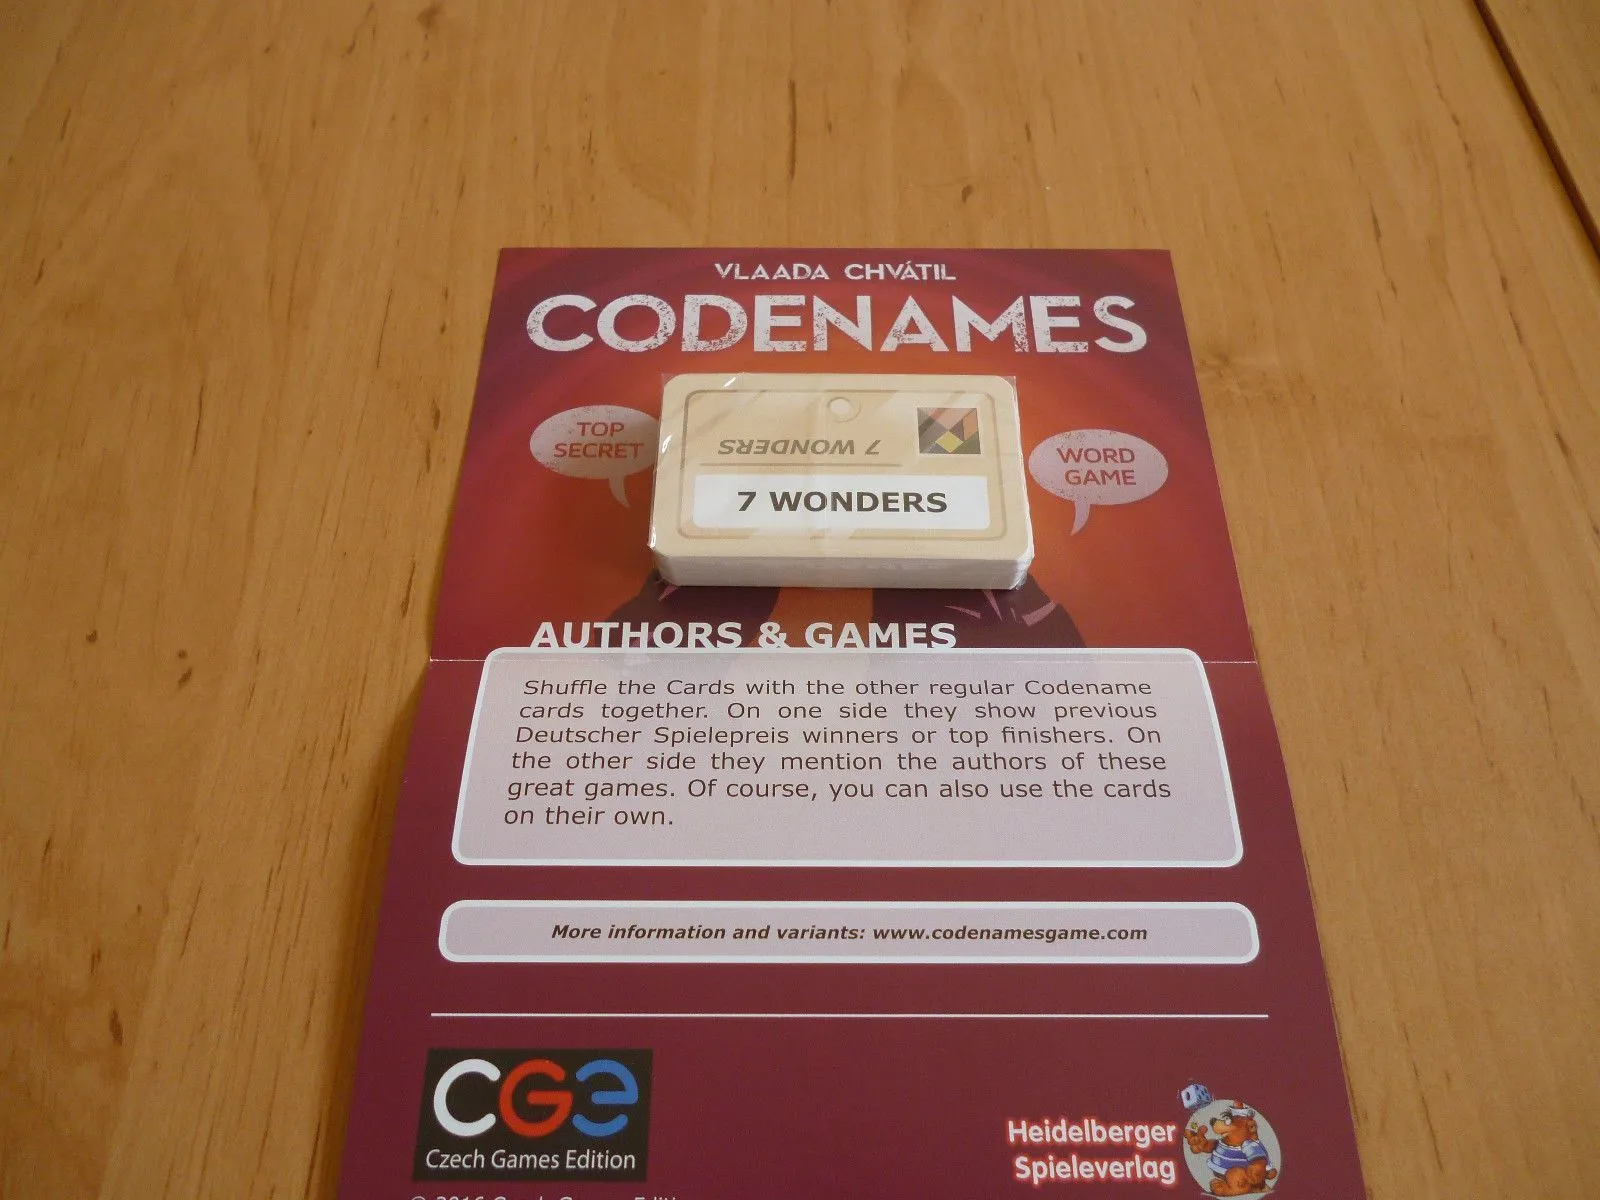 VLAADA CHVÁTIL
CODENAMES
TOP
SECRET
7 WONDERS
7 WONDERS
WORD
GAME
AUTHORS & GAMES
Shuffle the Cards with the other regular Codename
cards together. On one side they show previous
Deutscher Spielepreis winners or top finishers. On
the other side they mention the authors of these
great games. Of course, you can also use the cards
on their own.
More information and variants: www.codenamesgame.com
CGE
Czech Games Edition
Heidelberger
Spieleverlag